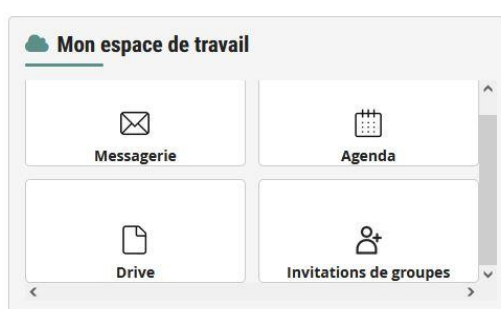 Mon espace de travail
Messagerie
Agenda
Drive
Invitations de groupes